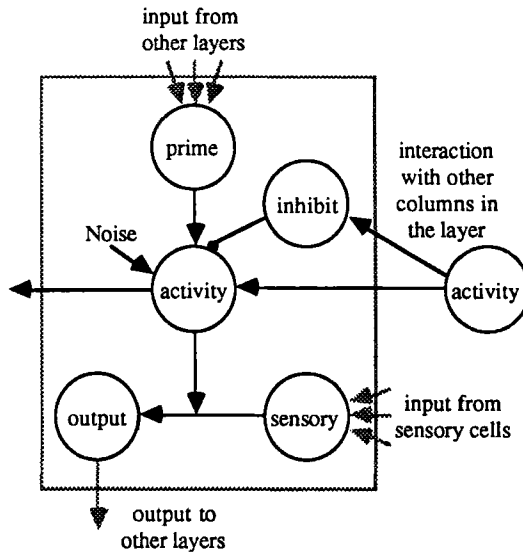 input from
other layers
prime
interaction
with other
columns in
the layer
inhibit
Noise
activity
activity
output
sensory
input from
sensory cells
output to
other layers